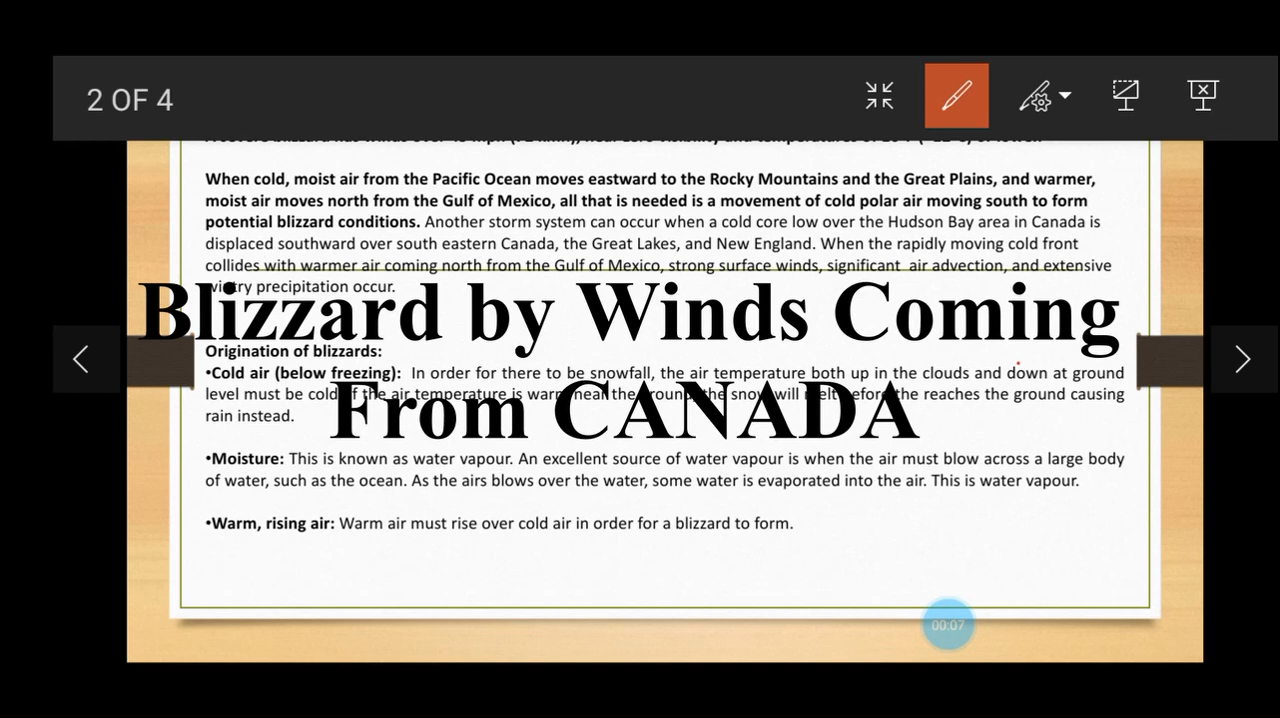 2 OF 4
When cold, moist air from the Pacific Ocean moves eastward to the Rocky Mountains and the Great Plains, and warmer,
moist air moves north from the Gulf of Mexico, all that is needed is a movement of cold polar air moving south to form
potential blizzard conditions. Another storm system can occur when a cold core low over the Hudson Bay area in Canada is
displaced southward over south eastern Canada, the Great Lakes, and New England. When the rapidly moving cold front
collides with warmer air coming north from the Gulf of Mexico, strong surface winds, significant air advection, and extensive
wintry precipitation occur.
Blizzard by Winds Coming
From CANADA
Origination of blizzards:
•Cold air (below freezing): In order for there to be snowfall, the air temperature both up in the clouds and down at ground
level must be cold. If the air temperature is warm near the ground, the snow will melt before the reaches the ground causing
rain instead.
•Moisture: This is known as water vapour. An excellent source of water vapour is when the air must blow across a large body
of water, such as the ocean. As the airs blows over the water, some water is evaporated into the air. This is water vapour.
•Warm, rising air: Warm air must rise over cold air in order for a blizzard to form.
00:07